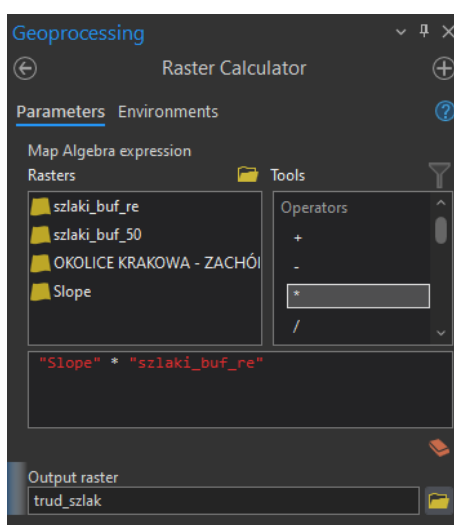 Geoprocessing
Raster Calculator
Parameters Environments
Map Algebra expression
Rasters
Tools
szlaki_buf_re
szlaki_buf_50
OKOLICE KRAKOWA - ZACHÓ
Slope
Operators
+
-
*
/
"Slope" * "szlaki_buf_re"
Output raster
trud_szlak